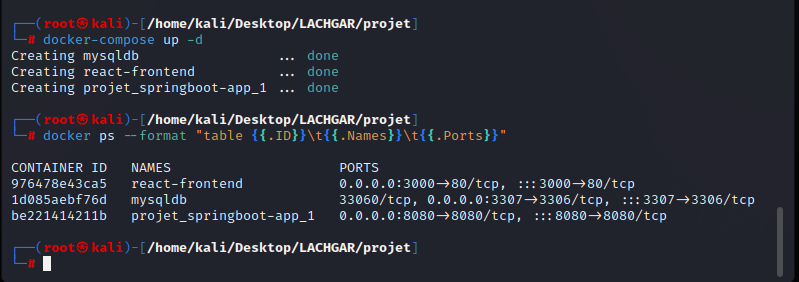 ┌──(root㉿kali)-[/home/kali/Desktop/LACHGAR/projet]
└─# docker-compose up -d
Creating mysqldb                  ... done
Creating react-frontend           ... done
Creating projet_springboot-app_1  ... done
┌──(root㉿kali)-[/home/kali/Desktop/LACHGAR/projet]
└─# docker ps --format "table {{.ID}}\t{{.Names}}\t{{.Ports}}"
CONTAINER ID   NAMES                     PORTS
976478e43ca5   react-frontend            0.0.0.0:3000->80/tcp, :::3000->80/tcp
1d085aebf76d   mysqldb                   33060/tcp, 0.0.0.0:3307->3306/tcp, :::3307->3306/tcp
be221414211b   projet_springboot-app_1   0.0.0.0:8080->8080/tcp, :::8080->8080/tcp
┌──(root㉿kali)-[/home/kali/Desktop/LACHGAR/projet]
└─#